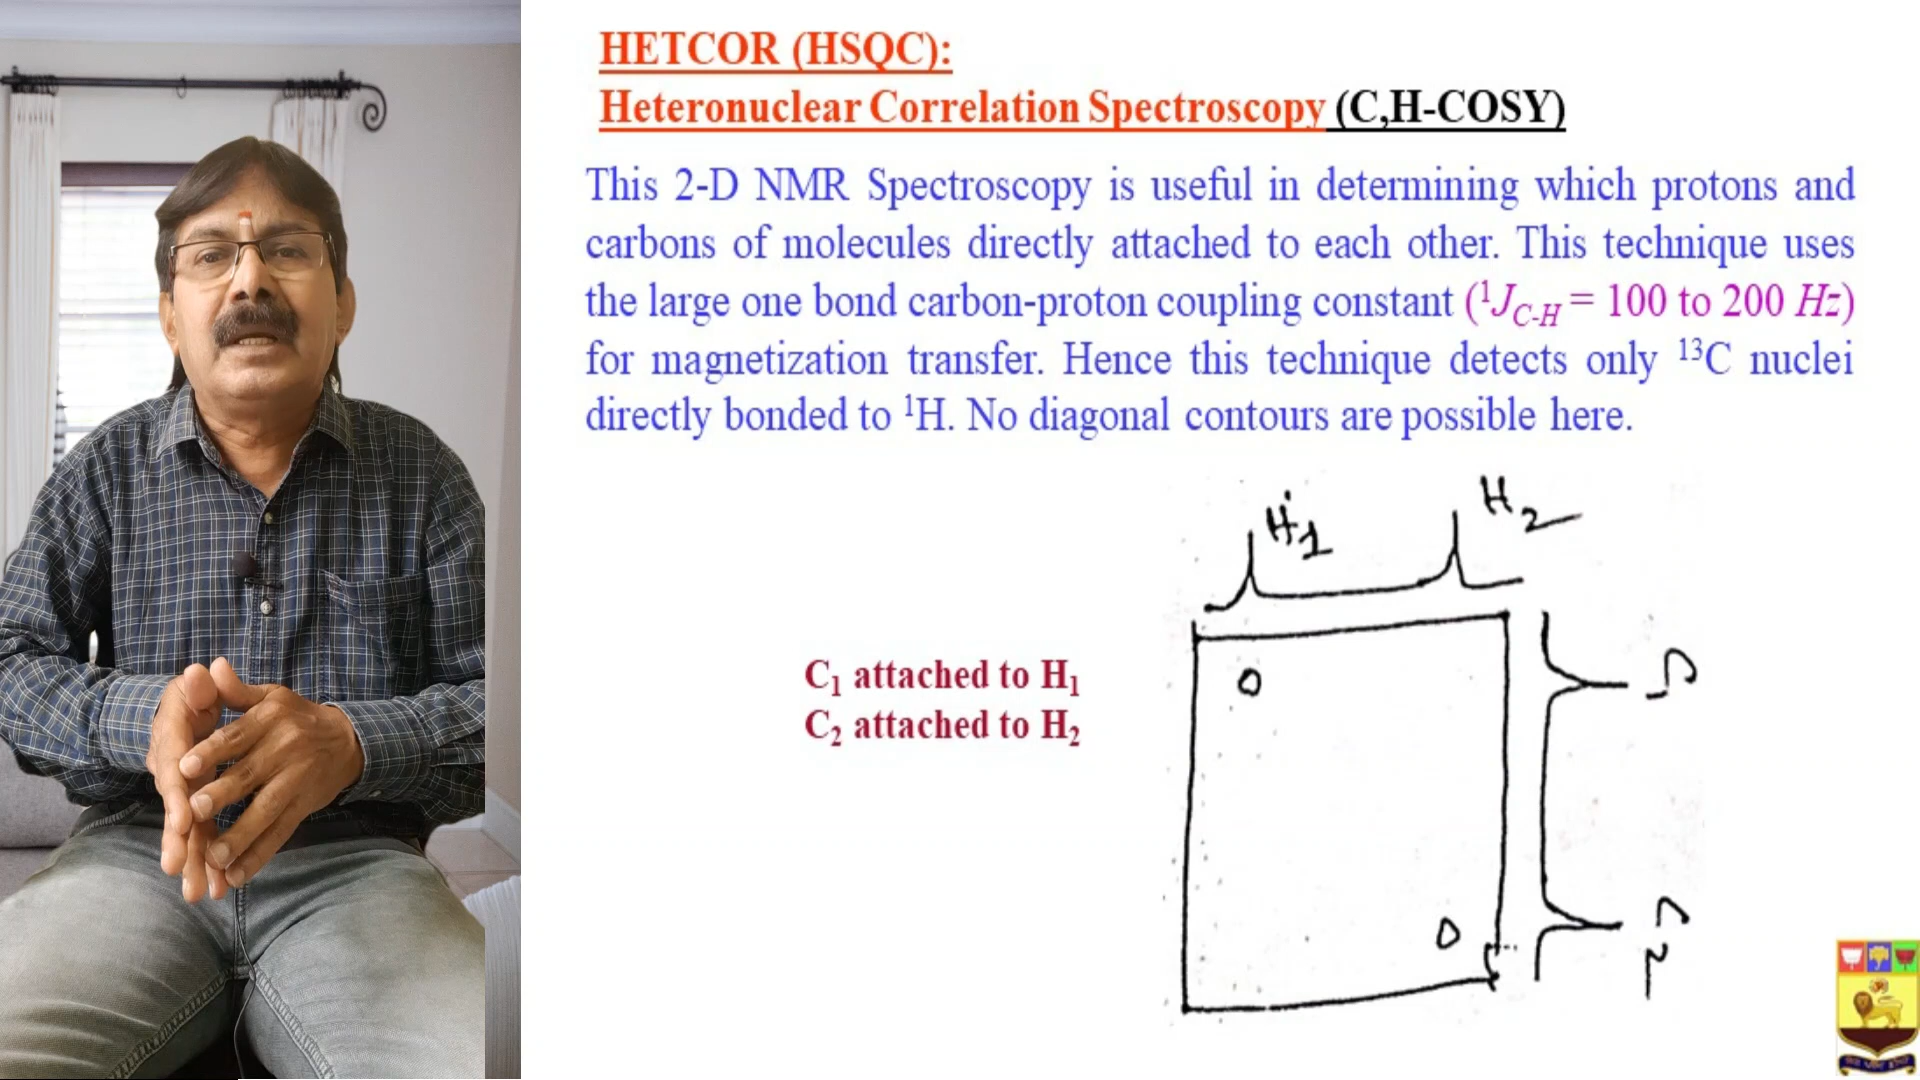 HETCOR (HSQC):
Heteronuclear Correlation Spectroscopy (C,H-COSY)
This 2-D NMR Spectroscopy is useful in determining which protons and
carbons of molecules directly attached to each other. This technique uses
the large one bond carbon-proton coupling constant (¹J_C-H = 100 to 200 Hz)
for magnetization transfer. Hence this technique detects only ¹³C nuclei
directly bonded to ¹H. No diagonal contours are possible here.
H₁
H₂
C₁ attached to H₁
C₂ attached to H₂
C₁
C₂